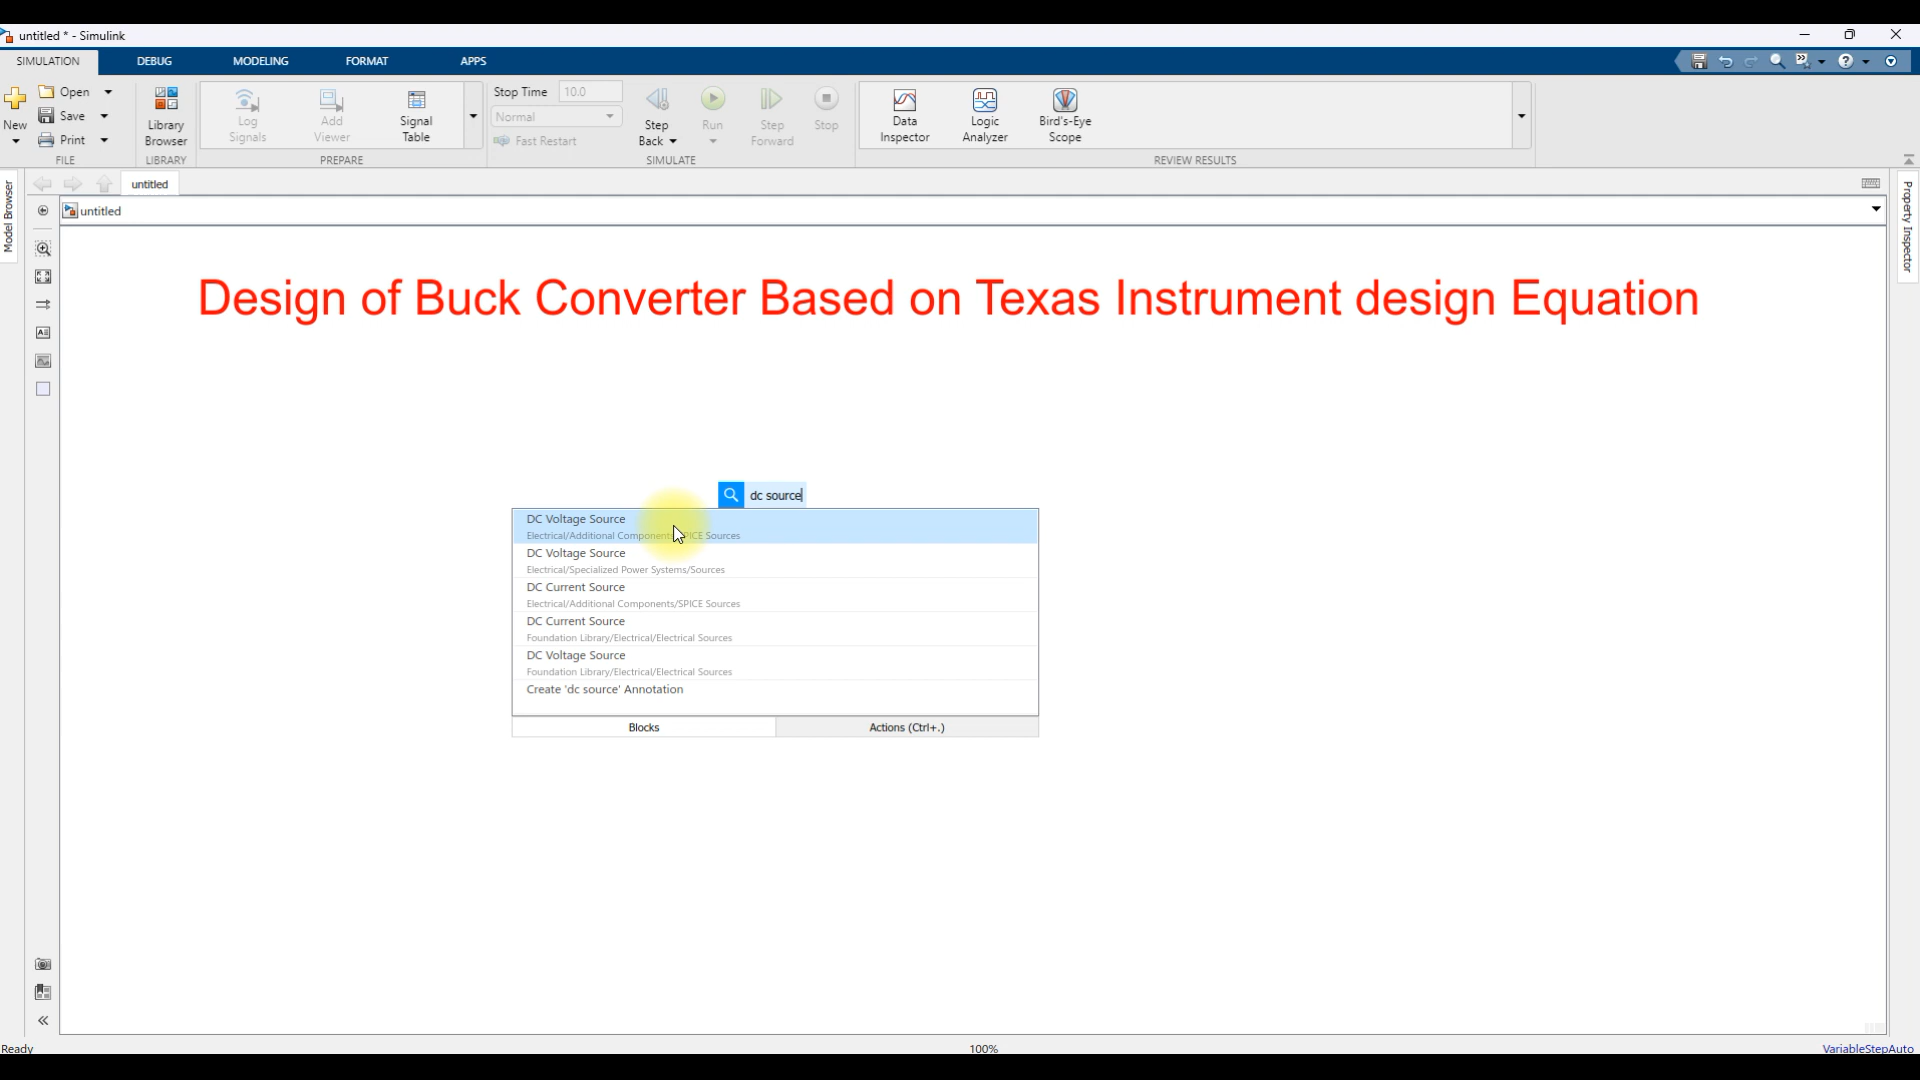 untitled * - Simulink
SIMULATION
DEBUG
MODELING
FORMAT
APPS
New
Open
Save
Print
FILE
Library
Browser
LIBRARY
Log
Signals
Add
Viewer
Signal
Table
PREPARE
Stop Time
10.0
Normal
Fast Restart
Step
Back
Run
Step
Forward
Stop
SIMULATE
Data
Inspector
Logic
Analyzer
Bird's-Eye
Scope
REVIEW RESULTS
Model Browser
untitled
untitled
Property Inspector
Design of Buck Converter Based on Texas Instrument design Equation
dc source
DC Voltage Source
Electrical/Additional Sources
DC Voltage Source
Electrical/Specialized Power Systems/Sources
DC Current Source
Electrical/Additional Components/SPICE Sources
DC Current Source
Foundation Library/Electrical/Electrical Sources
DC Voltage Source
Foundation Library/Electrical/Electrical Sources
Create 'dc source' Annotation
Blocks
Actions (Ctrl+.)
Ready
100%
VariableStepAuto